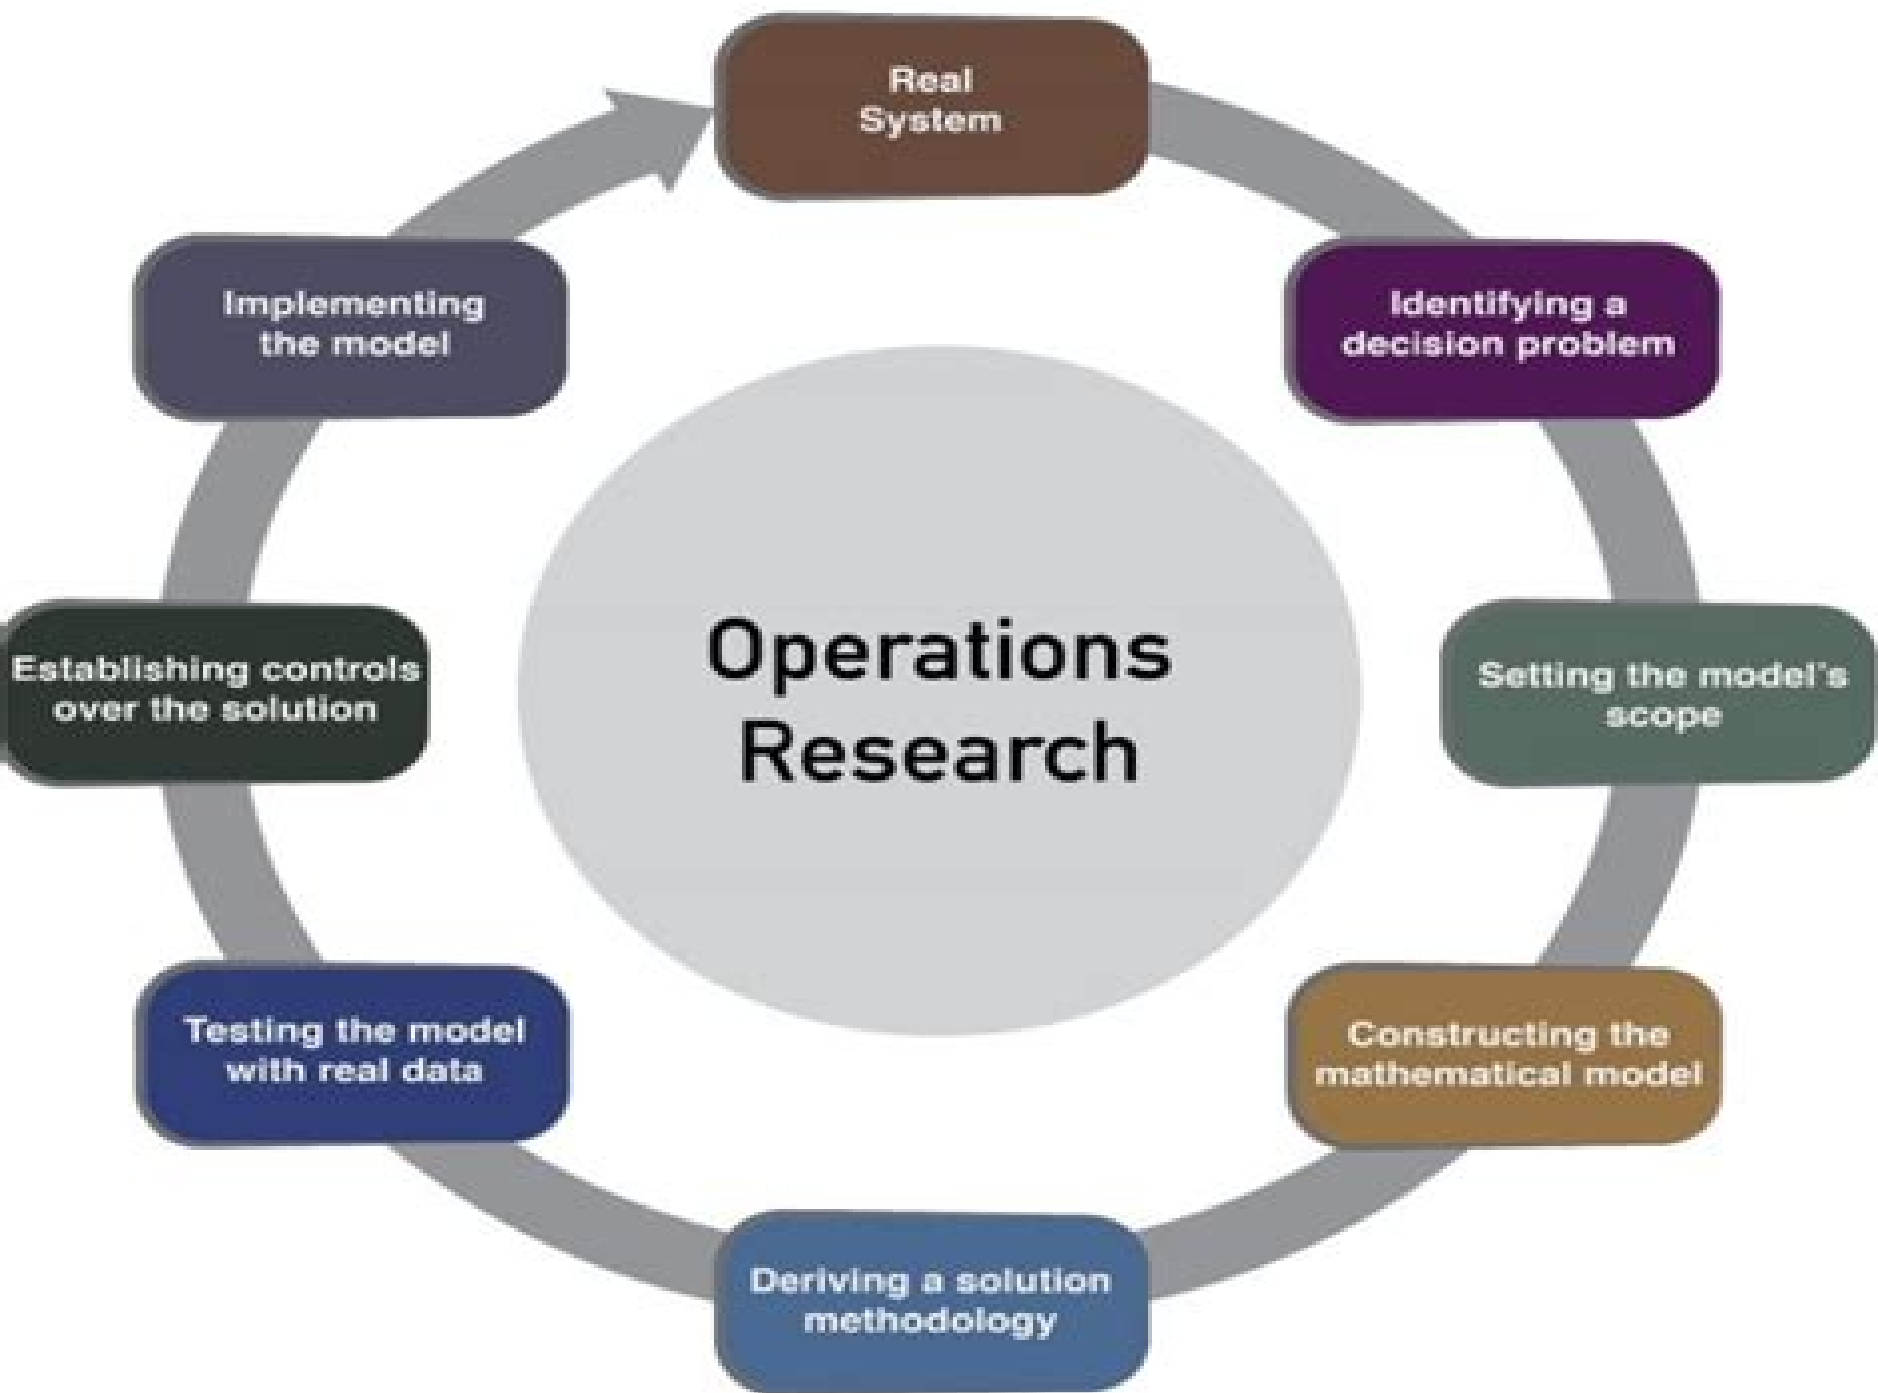 Real
System
Identifying a
decision problem
Setting the model's
scope
Constructing the
mathematical model
Deriving a solution
methodology
Testing the model
with real data
Establishing controls
over the solution
Implementing
the model
Operations
Research